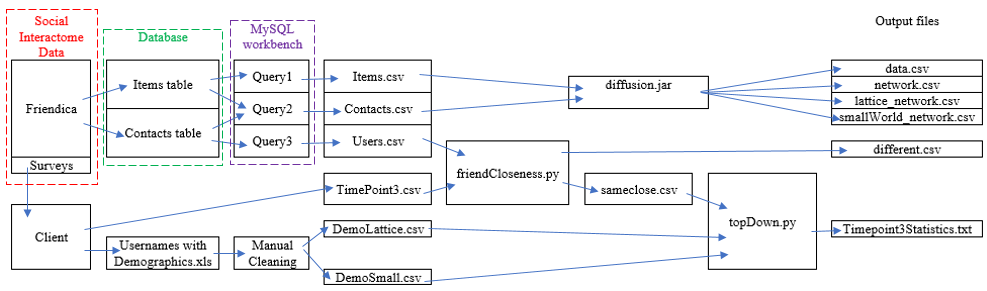 Social
Interactome
Data
Database
MySQL
workbench
Output files
Friendica
Items table
Contacts table
Query1
Query2
Query3
Items.csv
Contacts.csv
Users.csv
diffusion.jar
data.csv
network.csv
lattice_network.csv
smallWorld_network.csv
Surveys
different.csv
friendCloseness.py
TimePoint3.csv
sameclose.csv
Client
Usernames with
Demographics.xls
Manual
Cleaning
DemoLattice.csv
DemoSmall.csv
topDown.py
Timepoint3Statistics.txt